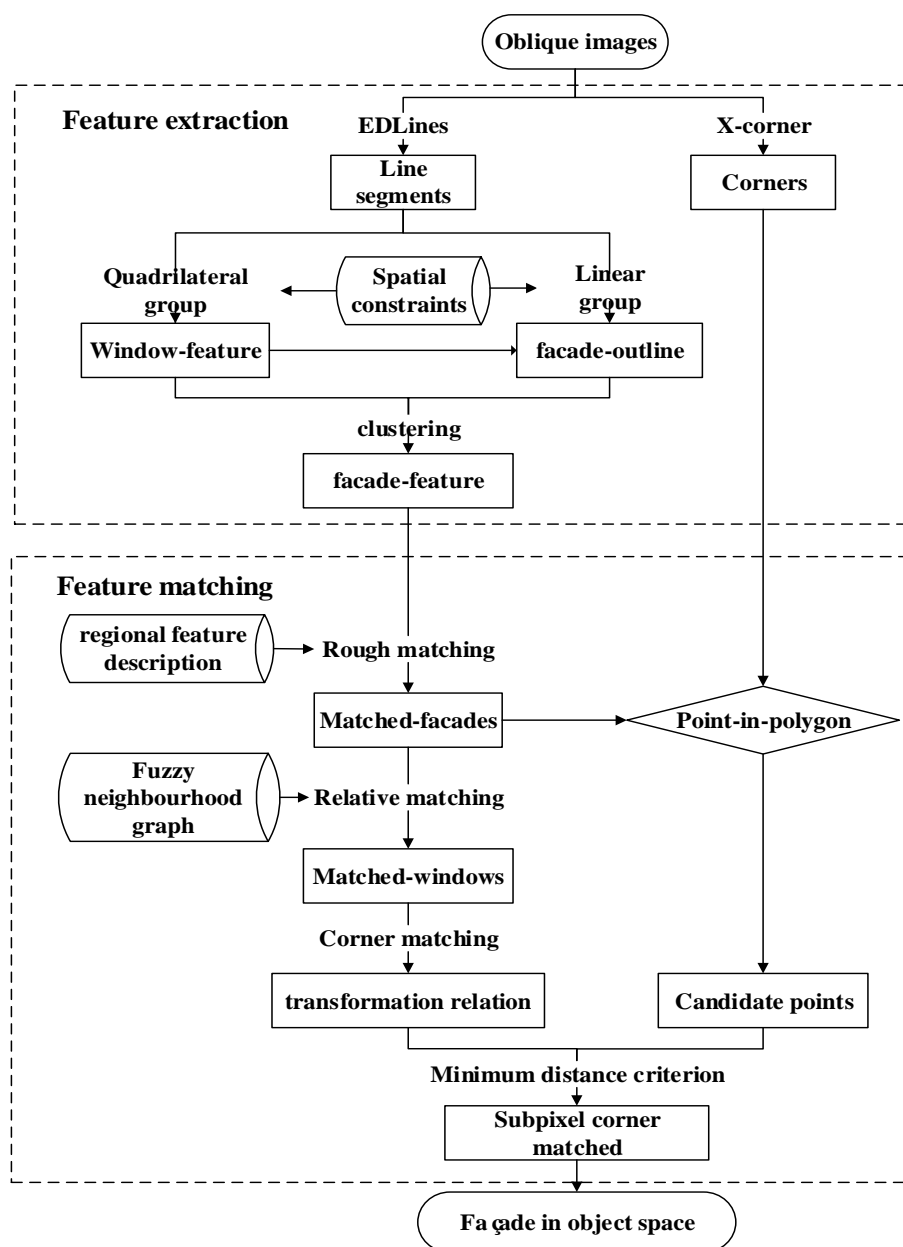 Oblique images
Feature extraction
EDLines
X-corner
Line
segments
Corners
Quadrilateral
group
Spatial
constraints
Linear
group
Window-feature
facade-outline
clustering
facade-feature
Feature matching
regional feature
description
Rough matching
Matched-facades
Point-in-polygon
Fuzzy
neighbourhood
graph
Relative matching
Matched-windows
Corner matching
transformation relation
Candidate points
Minimum distance criterion
Subpixel corner
matched
Façade in object space